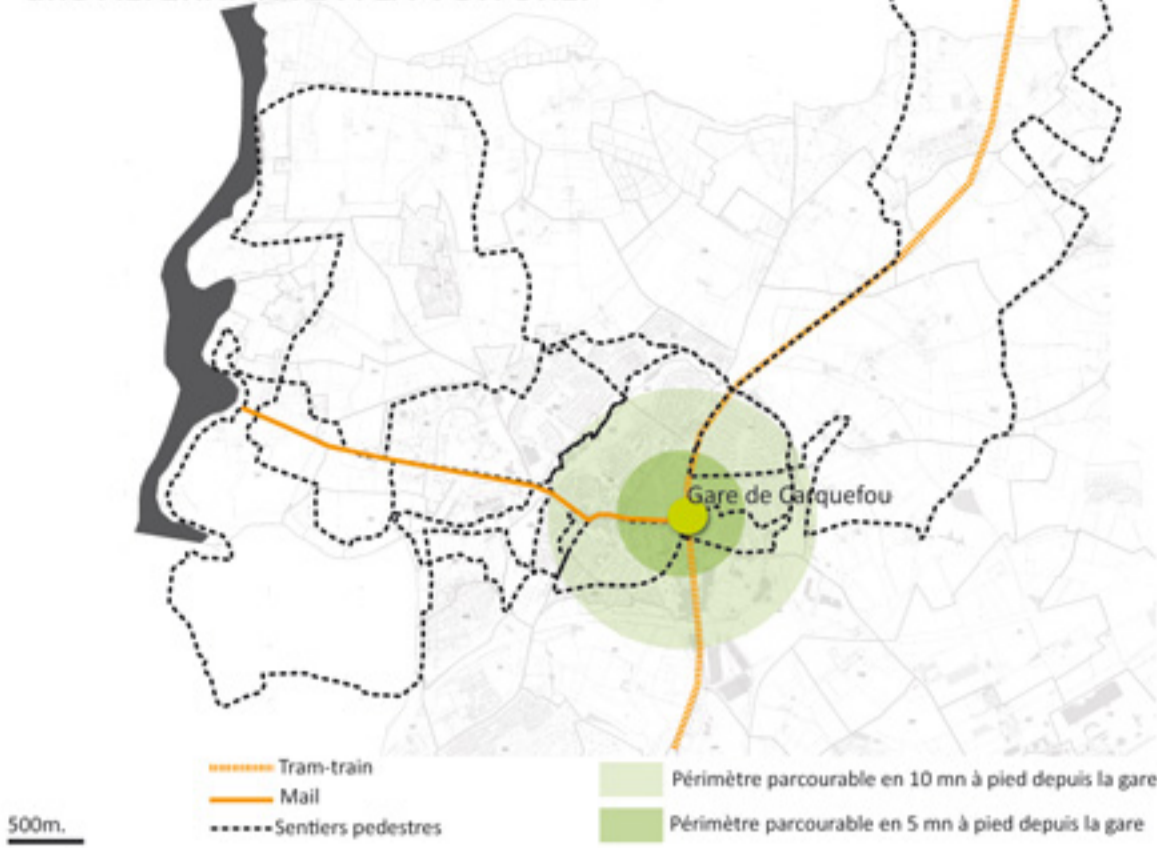 Gare de Carquefou
Tram-train
Mail
Sentiers pedestres
500m.
Périmètre parcourable en 10 mn à pied depuis la gare
Périmètre parcourable en 5 mn à pied depuis la gare